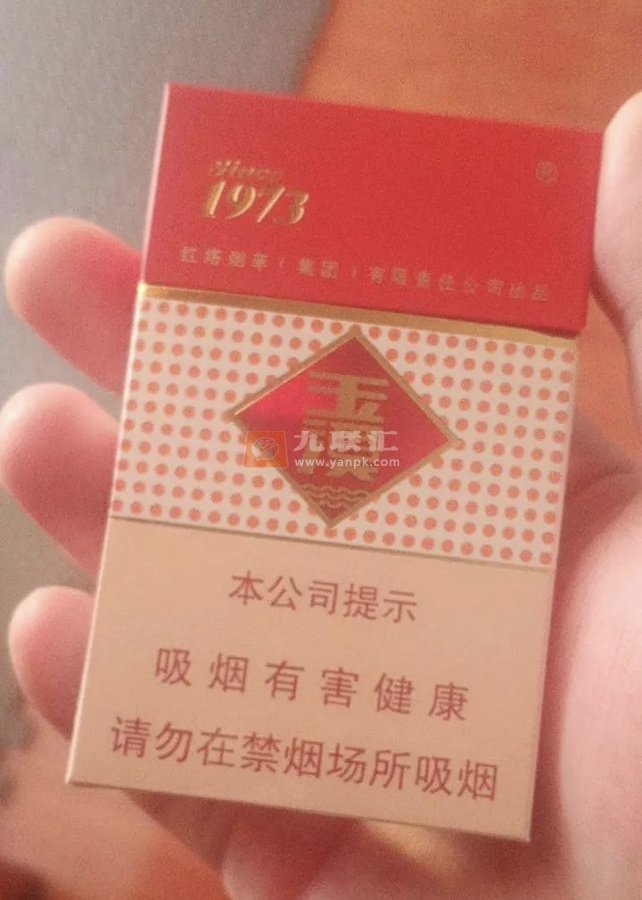 Since
1973
红塔烟草（集团）有限责任公司出品
玉溪
九联汇
www.yanpk.com
本公司提示
吸烟有害健康
请勿在禁烟场所吸烟